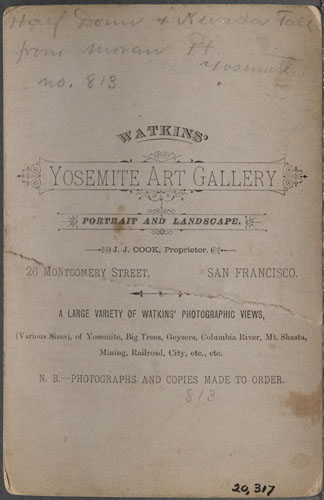 Half Dome & Nevada Fall
from Moran Pt.
Yosemite
no. 813
WATKINS'
YOSEMITE ART GALLERY
PORTRAIT AND LANDSCAPE.
J. J. COOK, Proprietor.
26 MONTGOMERY STREET, SAN FRANCISCO.
A LARGE VARIETY OF WATKINS' PHOTOGRAPHIC VIEWS,
(Various Sizes), of Yosemite, Big Trees, Geysers, Columbia River, Mt. Shasta,
Mining, Railroad, City, etc., etc.
N. B.—PHOTOGRAPHS AND COPIES MADE TO ORDER.
813
20,317